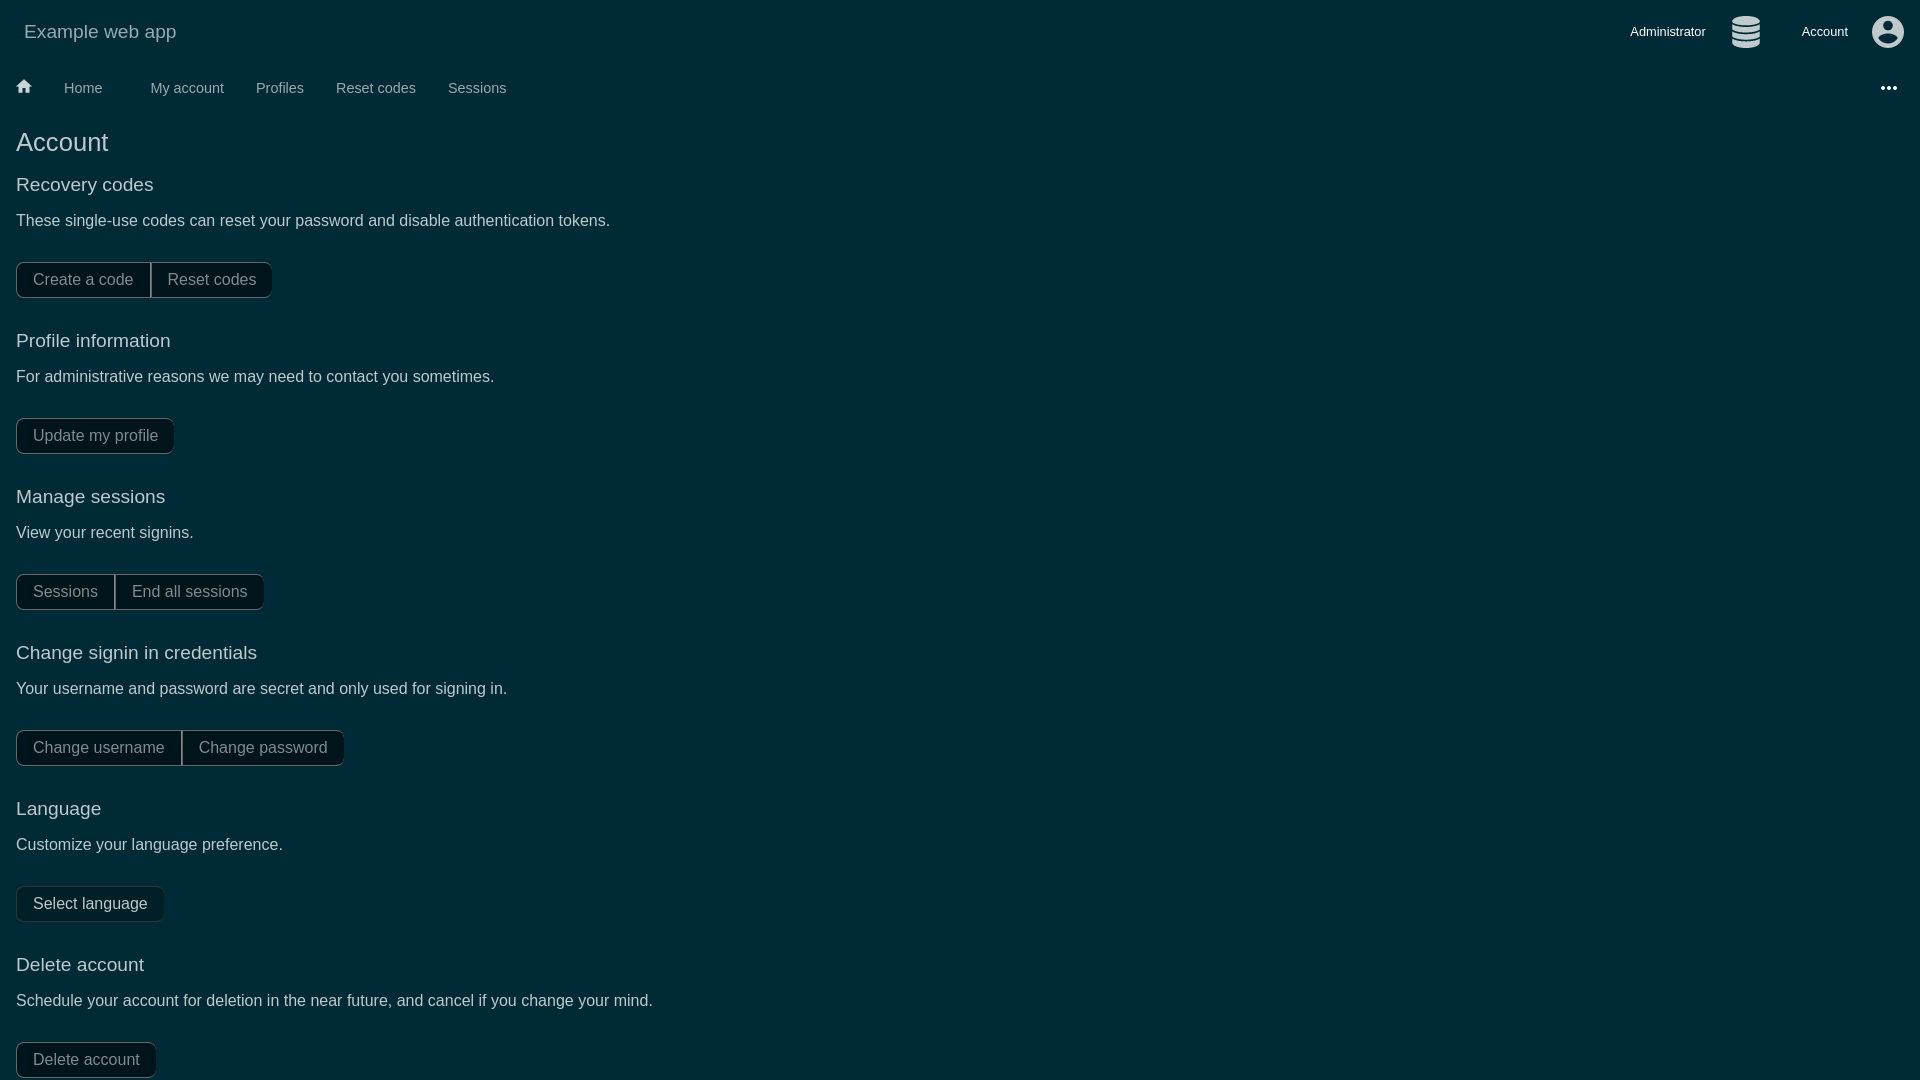 Example web app
Administrator
Account
Home
My account
Profiles
Reset codes
Sessions
Account
Recovery codes
These single-use codes can reset your password and disable authentication tokens.
Create a code
Reset codes
Profile information
For administrative reasons we may need to contact you sometimes.
Update my profile
Manage sessions
View your recent signins.
Sessions
End all sessions
Change signin in credentials
Your username and password are secret and only used for signing in.
Change username
Change password
Language
Customize your language preference.
Select language
Delete account
Schedule your account for deletion in the near future, and cancel if you change your mind.
Delete account